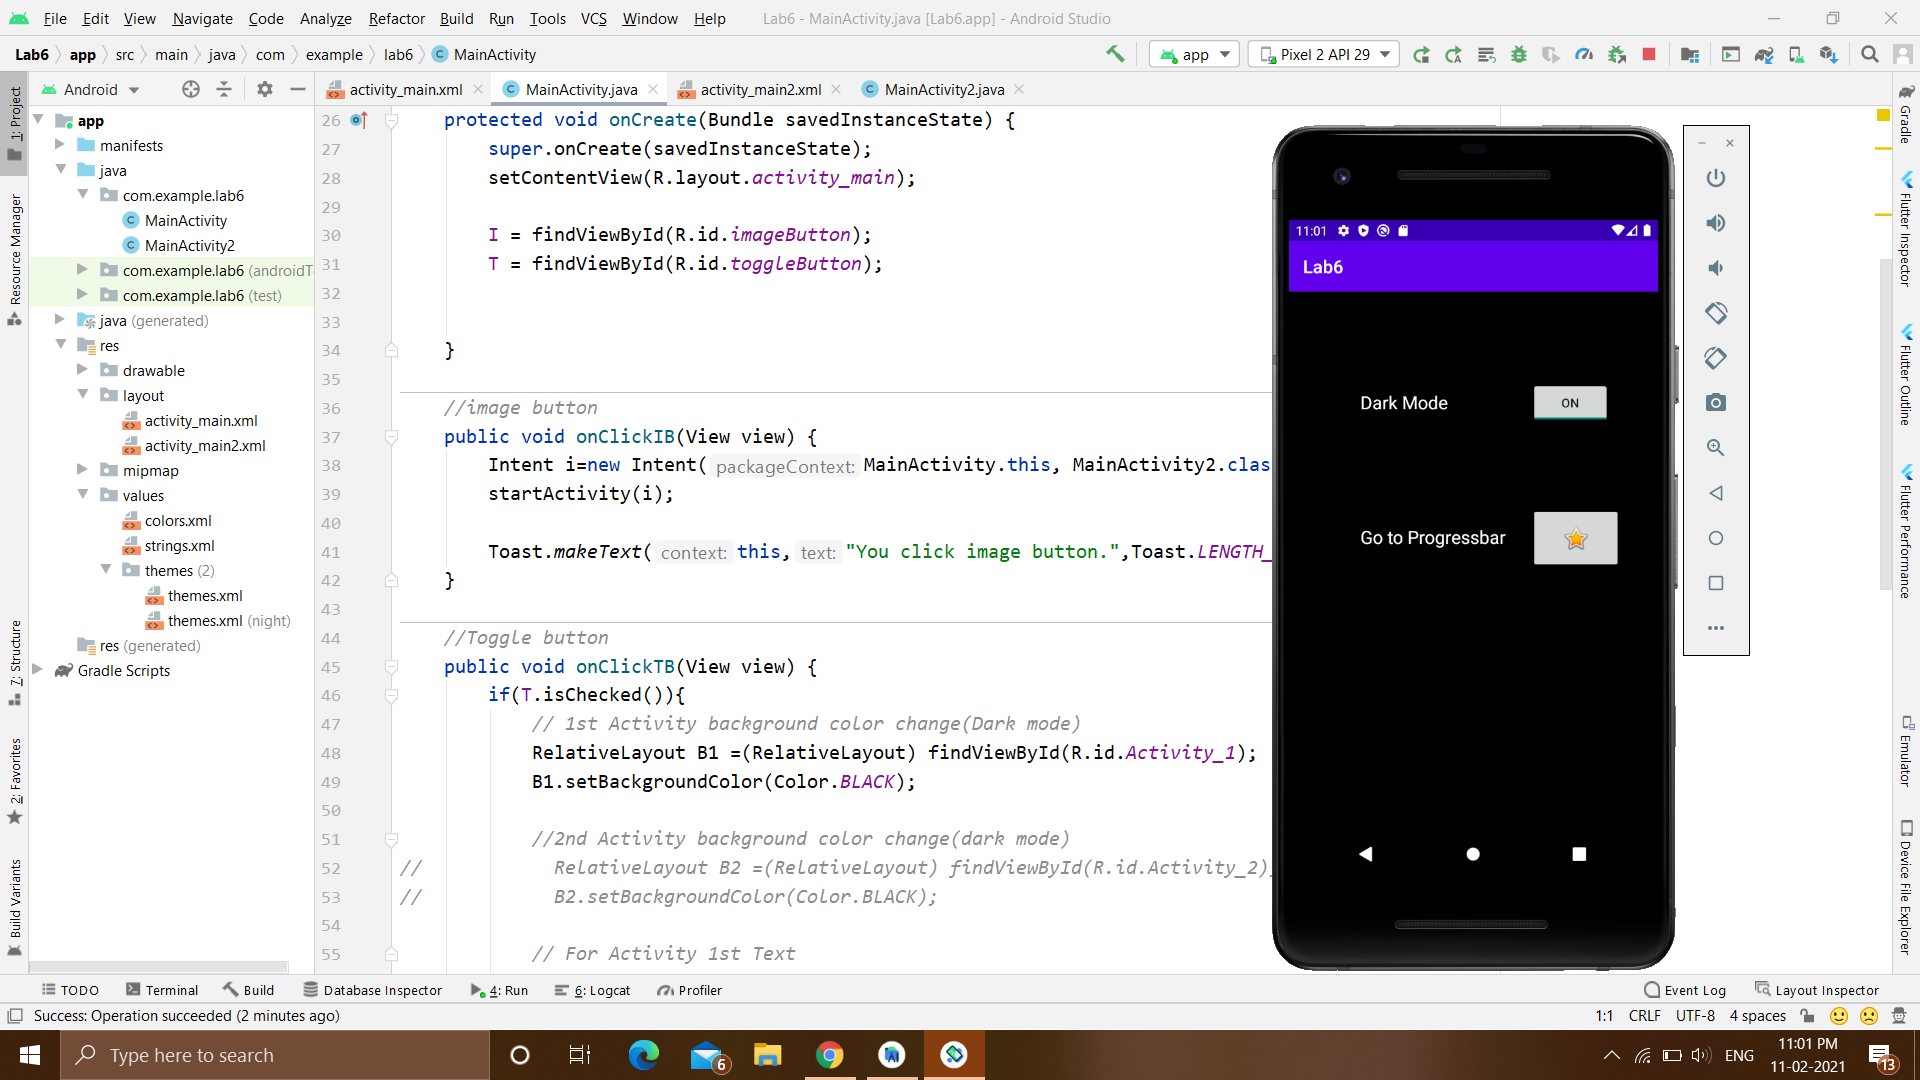 File Edit View Navigate Code Analyze Refactor Build Run Tools VCS Window Help Lab6 - MainActivity.java [Lab6.app] - Android Studio
Lab6 app src main java com example lab6 MainActivity
app Pixel 2 API 29
Android
activity_main.xml MainActivity.java activity_main2.xml MainActivity2.java
1: Project
Resource Manager
7: Structure
2: Favorites
Build Variants
app
manifests
java
com.example.lab6
MainActivity
MainActivity2
com.example.lab6 (androidT
com.example.lab6 (test)
java (generated)
res
drawable
layout
activity_main.xml
activity_main2.xml
mipmap
values
colors.xml
strings.xml
themes (2)
themes.xml
themes.xml (night)
res (generated)
Gradle Scripts
26 protected void onCreate(Bundle savedInstanceState) {
27 super.onCreate(savedInstanceState);
28 setContentView(R.layout.activity_main);
29
30 I = findViewById(R.id.imageButton);
31 T = findViewById(R.id.toggleButton);
32
33
34 }
35
36 //image button
37 public void onClickIB(View view) {
38 Intent i=new Intent( packageContext: MainActivity.this, MainActivity2.clas
39 startActivity(i);
40
41 Toast.makeText( context: this, text: "You click image button.",Toast.LENGTH_
42 }
43
44 //Toggle button
45 public void onClickTB(View view) {
46 if(T.isChecked()){
47 // 1st Activity background color change(Dark mode)
48 RelativeLayout B1 =(RelativeLayout) findViewById(R.id.Activity_1);
49 B1.setBackgroundColor(Color.BLACK);
50
51 //2nd Activity background color change(dark mode)
52 // RelativeLayout B2 =(RelativeLayout) findViewById(R.id.Activity_2);
53 // B2.setBackgroundColor(Color.BLACK);
54
55 // For Activity 1st Text
11:01
Lab6
Dark Mode ON
Go to Progressbar
Gradle
Flutter Inspector
Flutter Outline
Flutter Performance
Emulator
Device File Explorer
TODO Terminal Build Database Inspector 4: Run 6: Logcat Profiler Event Log Layout Inspector
Success: Operation succeeded (2 minutes ago) 1:1 CRLF UTF-8 4 spaces
Type here to search 6 ENG 11:01 PM
11-02-2021 13